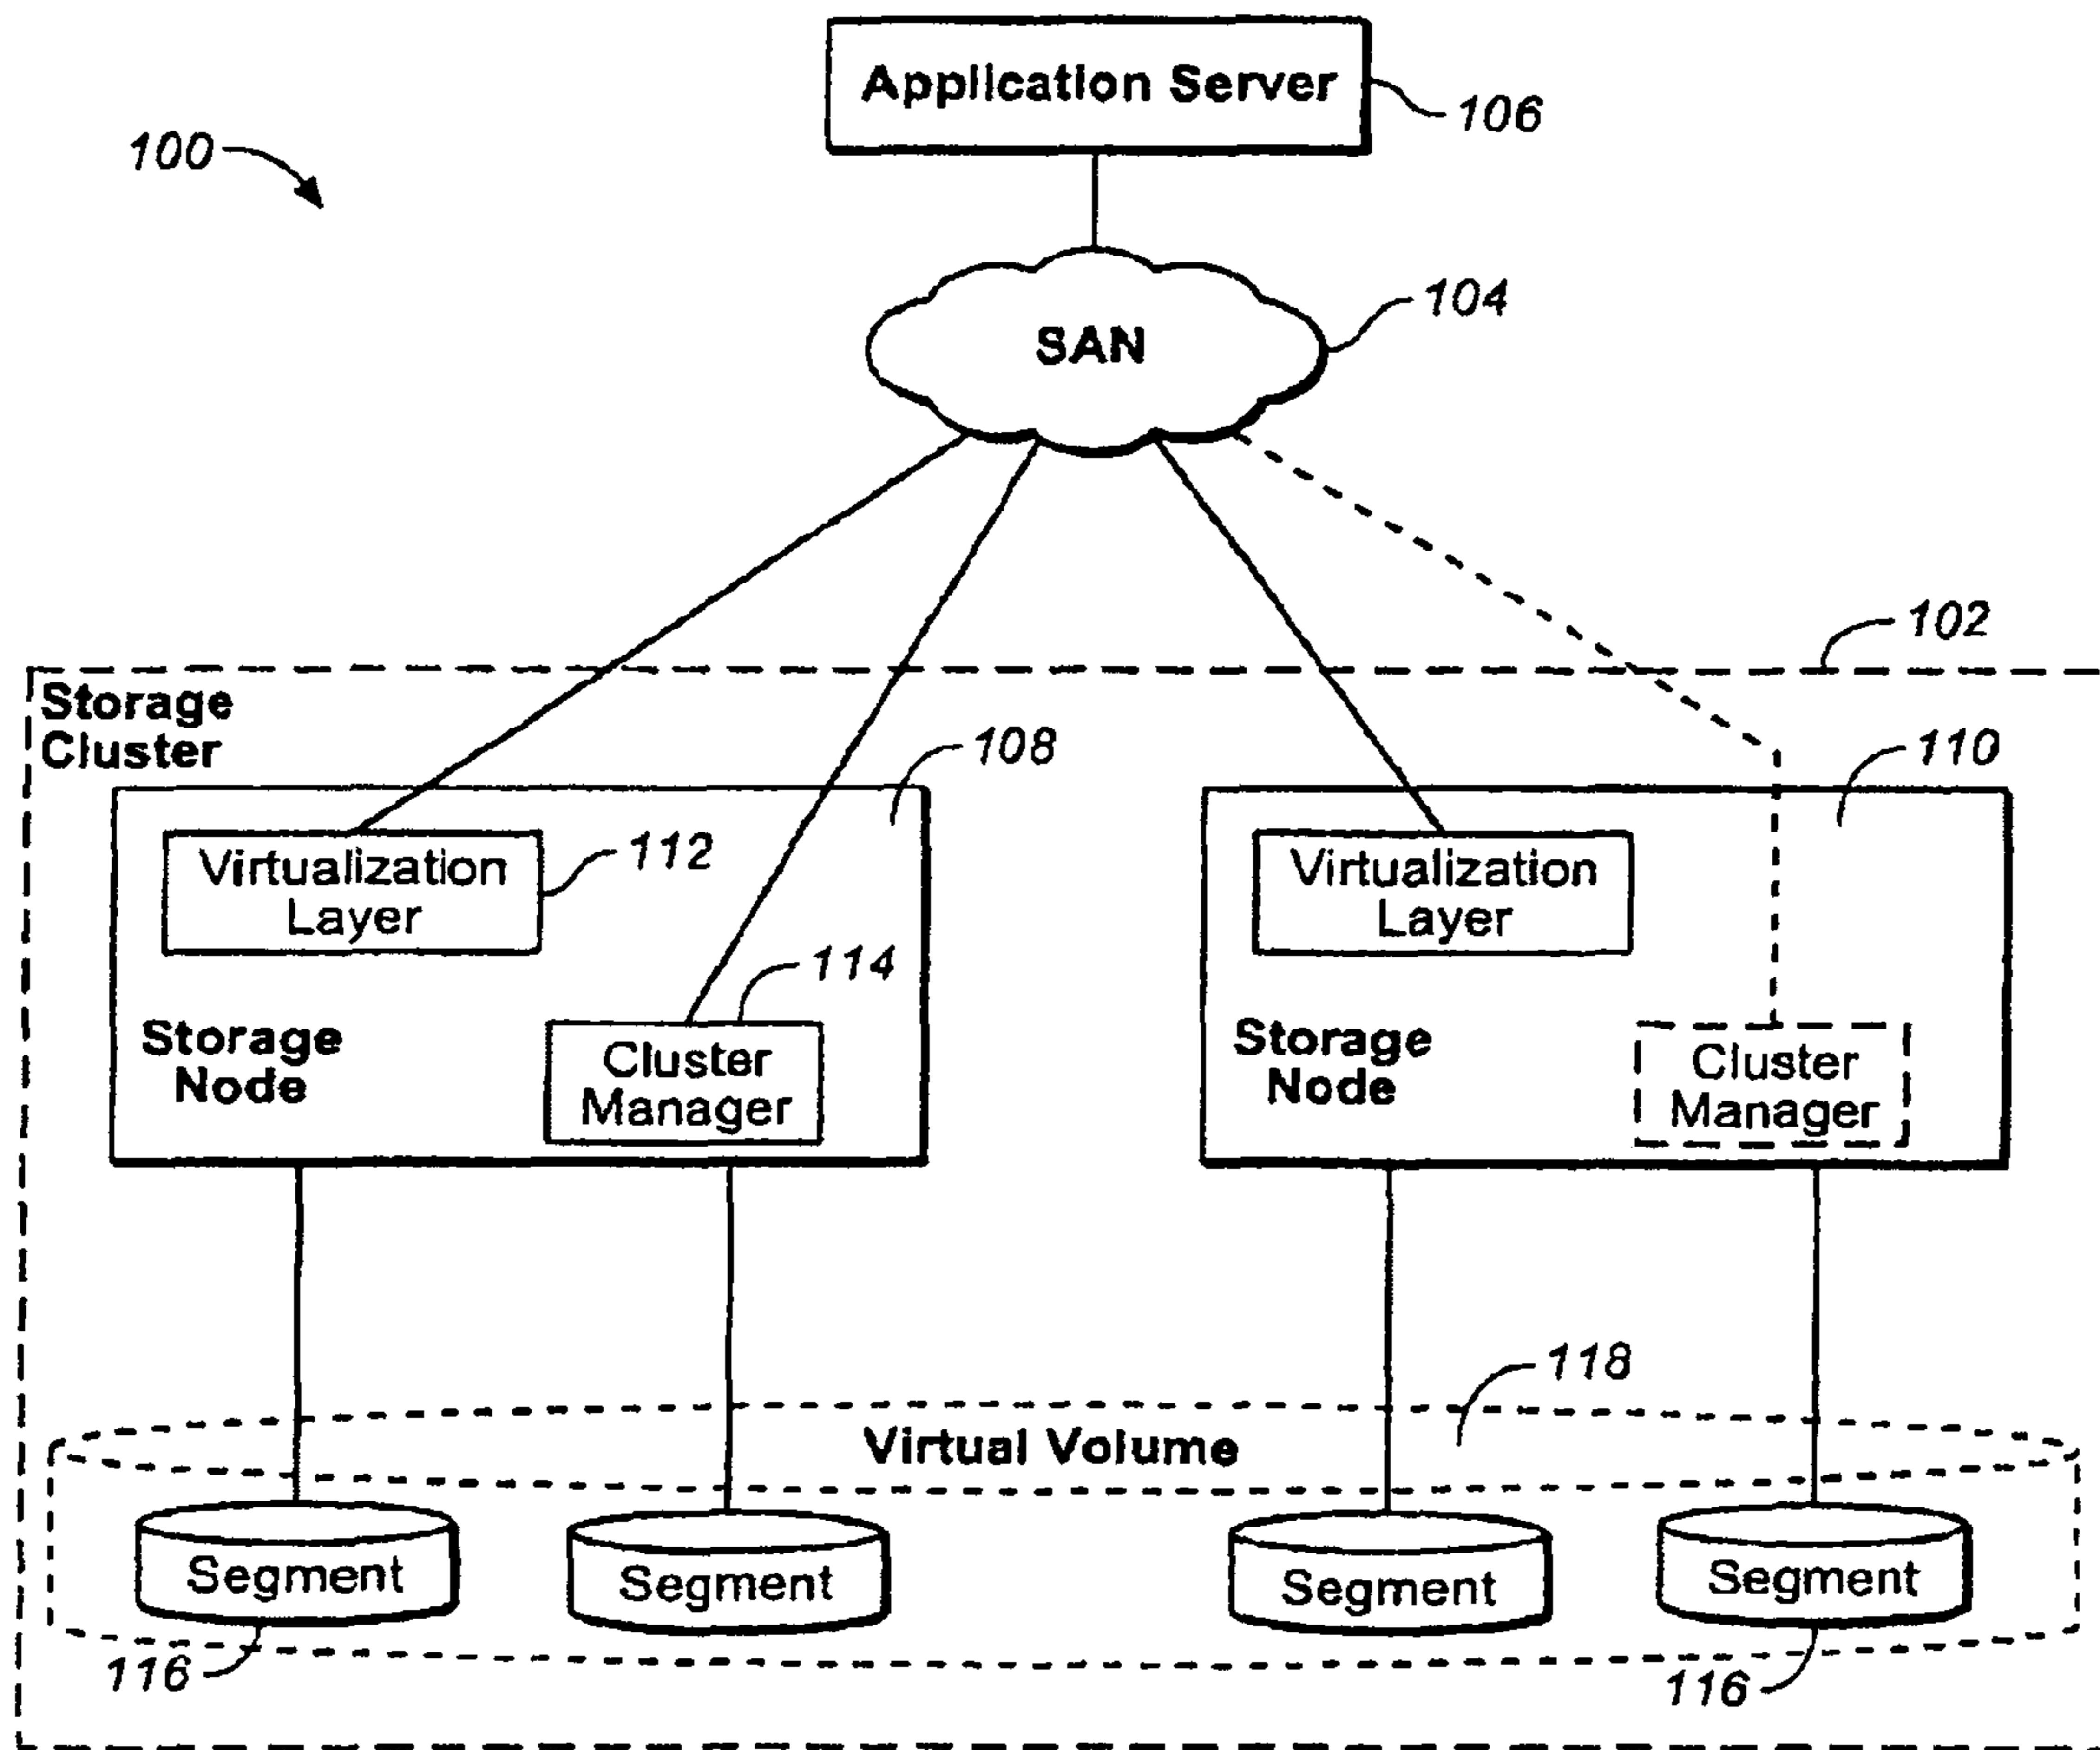 Application Server
106
100
104
SAN
102
Storage
Cluster
108
110
Virtualization
Layer
112
Virtualization
Layer
114
Storage
Node
Cluster
Manager
Storage
Node
Cluster
Manager
118
Virtual Volume
Segment
Segment
Segment
Segment
116
116